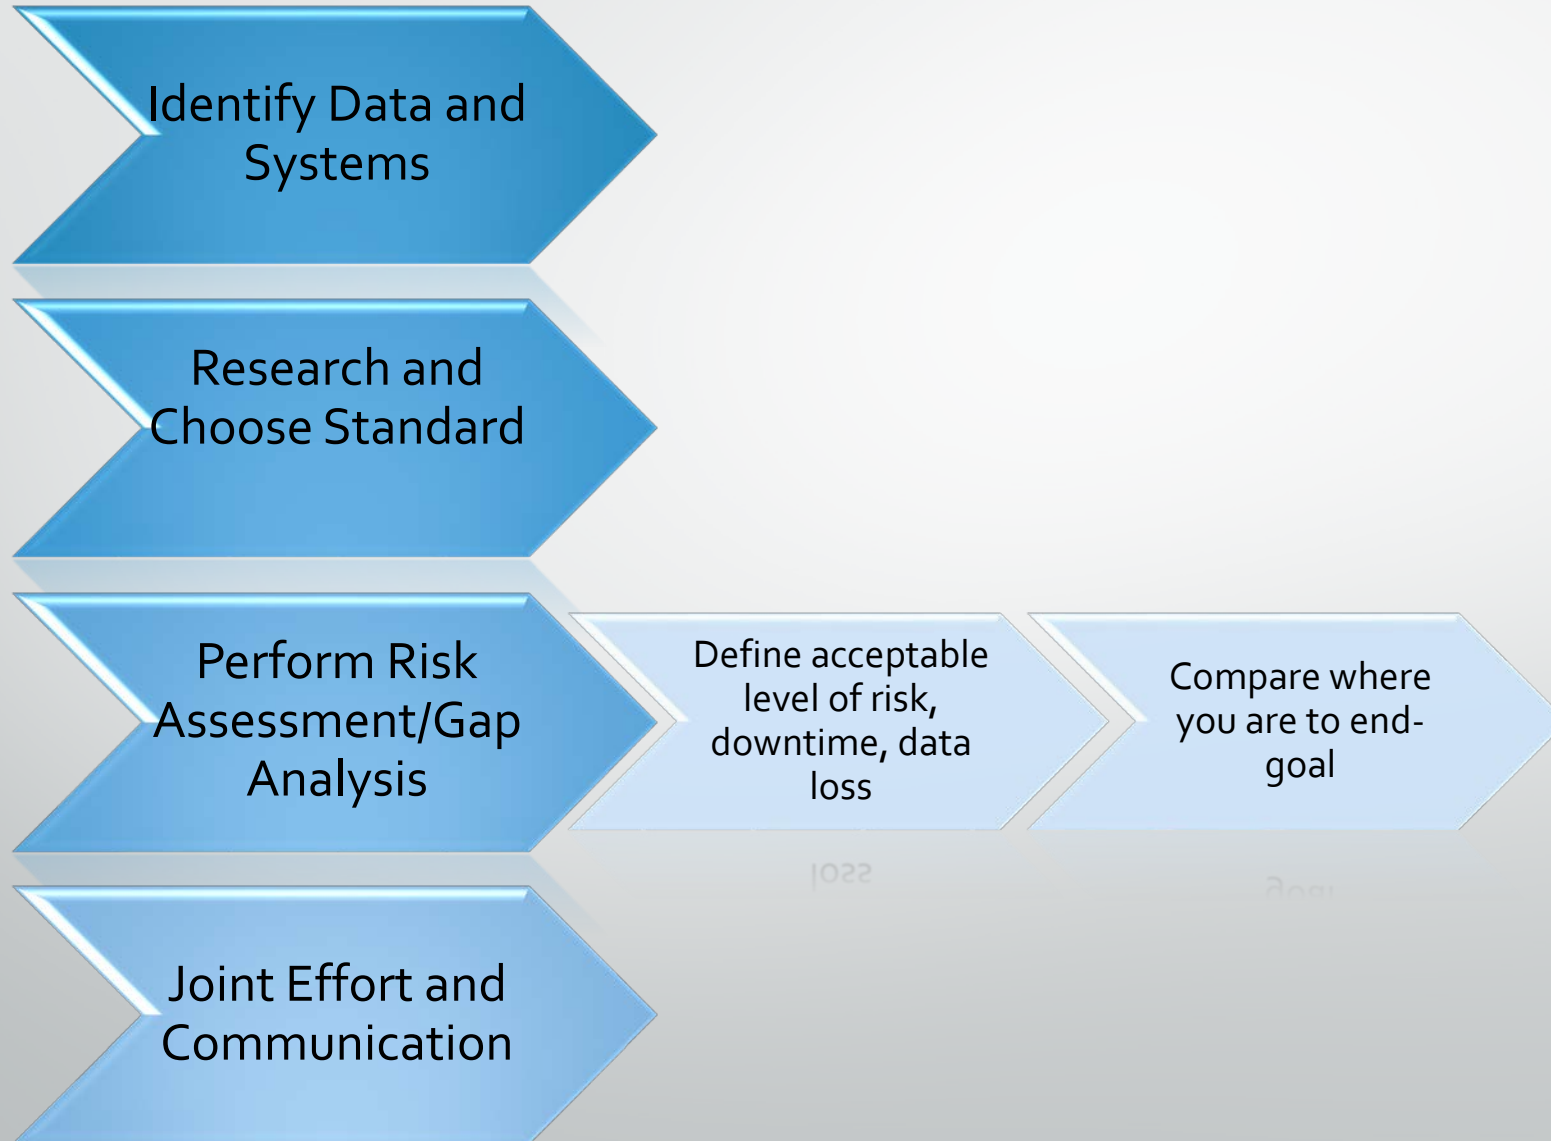 Identify Data and
Systems
Research and
Choose Standard
Perform Risk
Assessment/Gap
Analysis
Define acceptable
level of risk,
downtime, data
loss
Compare where
you are to end-
goal
Joint Effort and
Communication